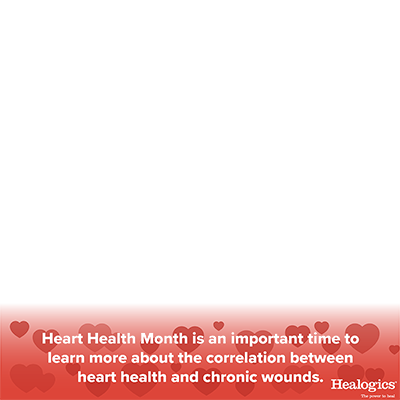 Heart Health Month is an important time to
learn more about the correlation between
heart health and chronic wounds.
Healogics®
The power to heal